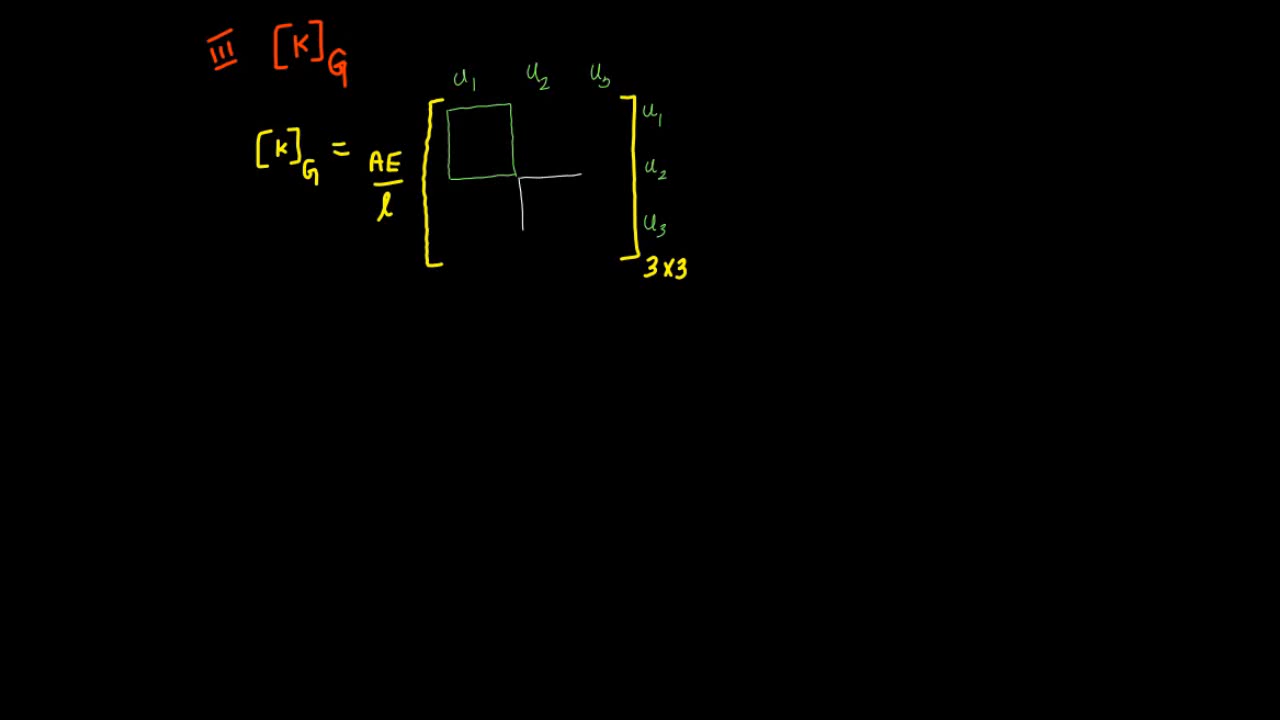 III [K]G
u1 u2 u3
[K]G = AE/l [ ] u1
u2
u3
3x3